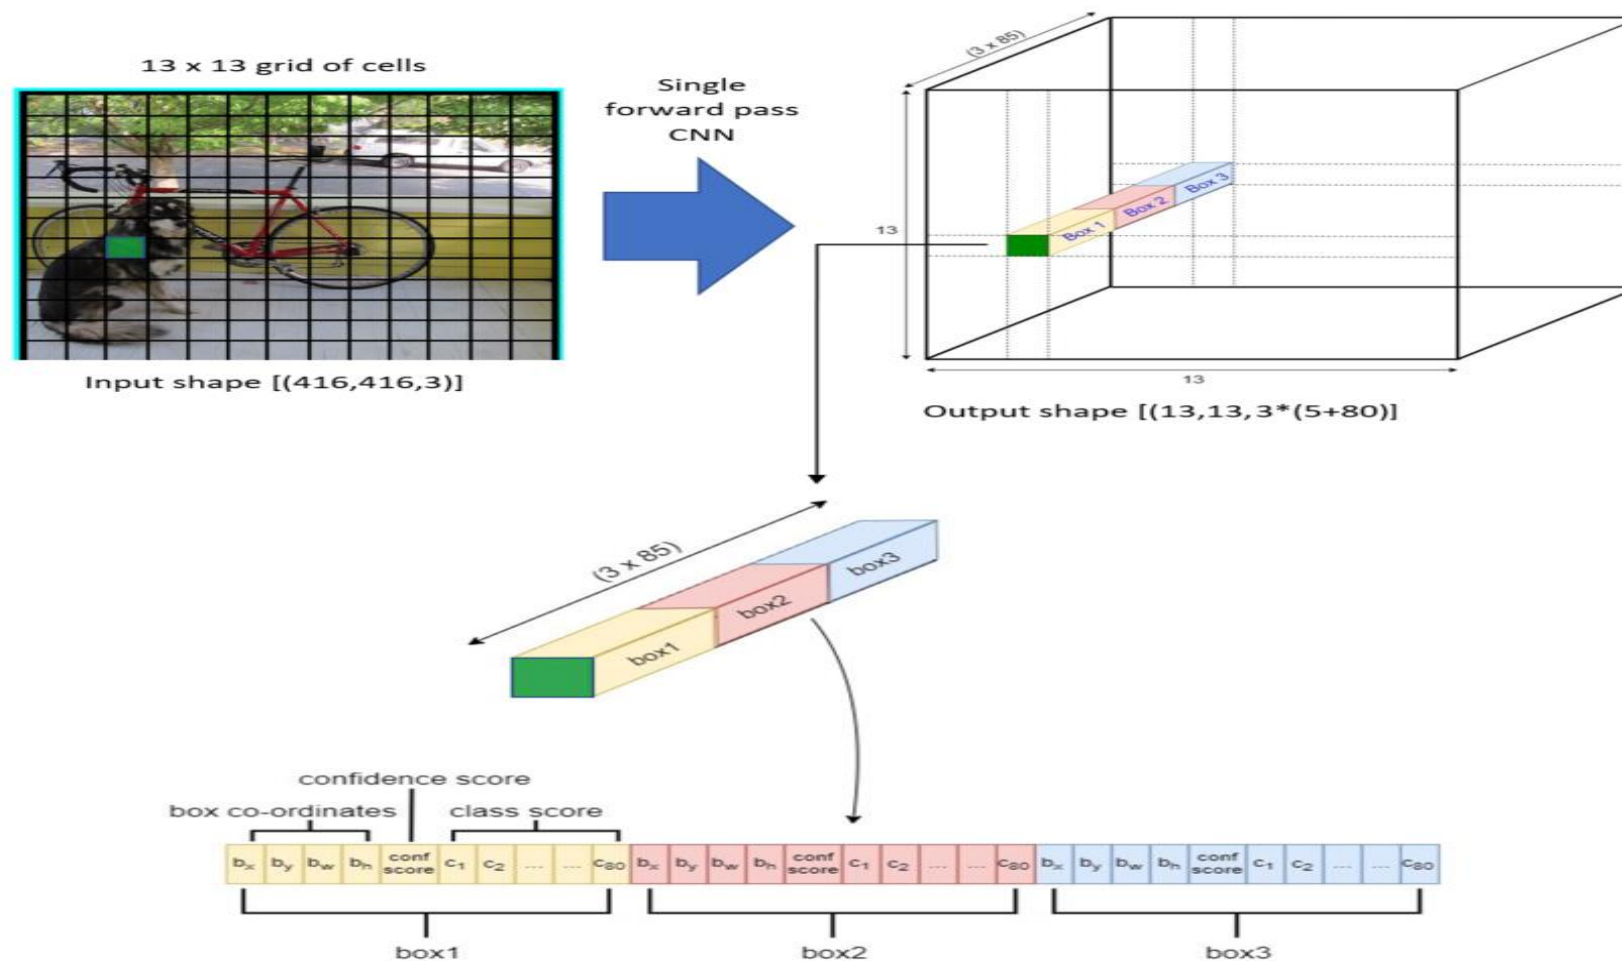 13 x 13 grid of cells
Input shape [(416,416,3)]
Single
forward pass
CNN
(3 x 85)
13
Box 1
Box 2
Box 3
13
Output shape [(13,13,3*(5+80)]
(3 x 85)
box1
box2
box3
confidence score
box co-ordinates
class score
bx by bw bh conf score c1 c2 ... ... c80 bx by bw bh conf score c1 c2 ... ... c80 bx by bw bh conf score c1 c2 ... ... c80
box1
box2
box3